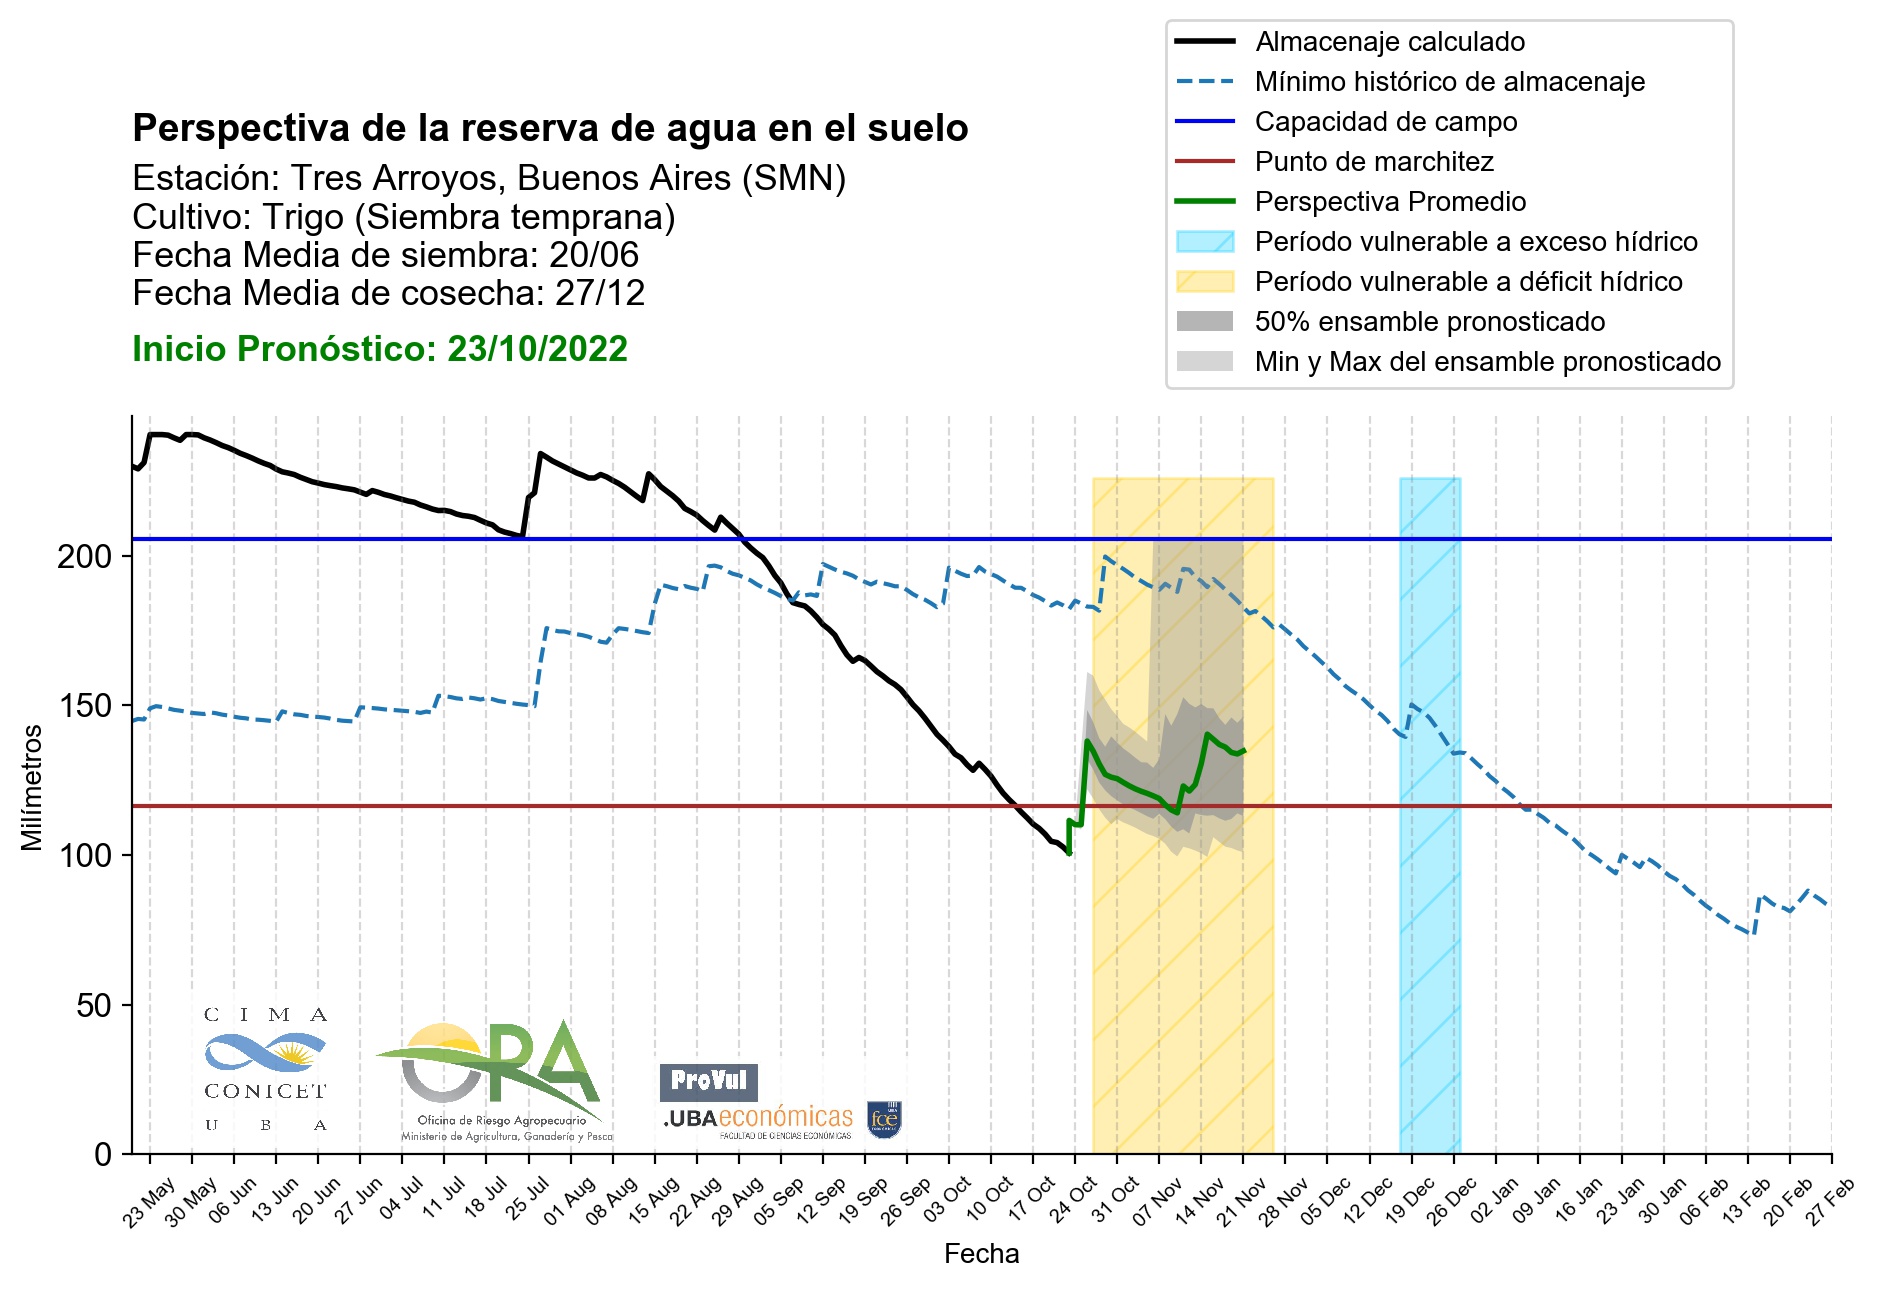 Almacenaje calculado
Mínimo histórico de almacenaje
Capacidad de campo
Punto de marchitez
Perspectiva Promedio
Período vulnerable a exceso hídrico
Período vulnerable a déficit hídrico
50% ensamble pronosticado
Min y Max del ensamble pronosticado
Perspectiva de la reserva de agua en el suelo
Estación: Tres Arroyos, Buenos Aires (SMN)
Cultivo: Trigo (Siembra temprana)
Fecha Media de siembra: 20/06
Fecha Media de cosecha: 27/12
Inicio Pronóstico: 23/10/2022
Milímetros
200
150
100
50
0
CIMA
CONICET
UBA
ORA
Oficina de Riesgo Agropecuario
Ministerio de Agricultura, Ganadería y Pesca
ProVul
.UBAeconómicas
FACULTAD DE CIENCIAS ECONÓMICAS
fce
23 May
30 May
06 Jun
13 Jun
20 Jun
27 Jun
04 Jul
11 Jul
18 Jul
25 Jul
01 Aug
08 Aug
15 Aug
22 Aug
29 Aug
05 Sep
12 Sep
19 Sep
26 Sep
03 Oct
10 Oct
17 Oct
24 Oct
31 Oct
07 Nov
14 Nov
21 Nov
28 Nov
05 Dec
12 Dec
19 Dec
26 Dec
02 Jan
09 Jan
16 Jan
23 Jan
30 Jan
06 Feb
13 Feb
20 Feb
27 Feb
Fecha